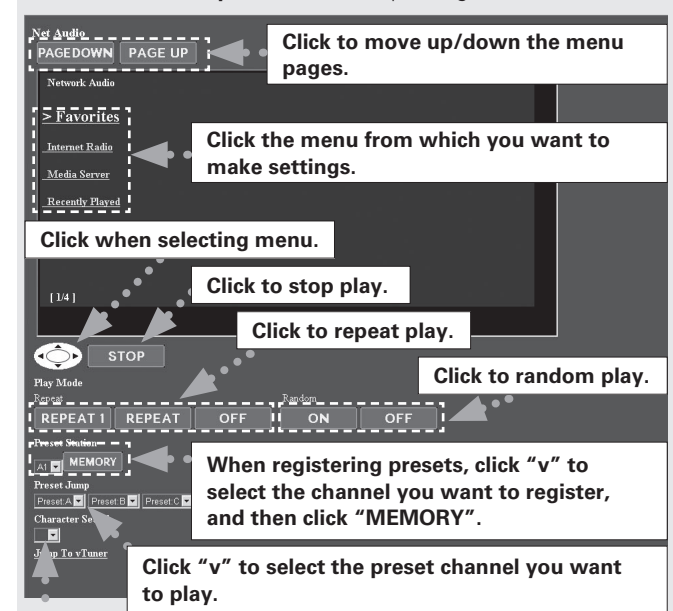 Net Audio
PAGEDOWN PAGE UP
Click to move up/down the menu
pages.
Network Audio
> Favorites
Internet Radio
Media Server
Recently Played
Click the menu from which you want to
make settings.
Click when selecting menu.
[ 1/4 ]
Click to stop play.
Click to repeat play.
STOP
Click to random play.
Play Mode
Repeat Random
REPEAT 1 REPEAT OFF ON OFF
Preset Station
A1 MEMORY
When registering presets, click “v” to
select the channel you want to register,
and then click “MEMORY”.
Preset Jump
Preset:A Preset:B Preset:C
Character
Jump To vTuner
Click “v” to select the preset channel you want
to play.